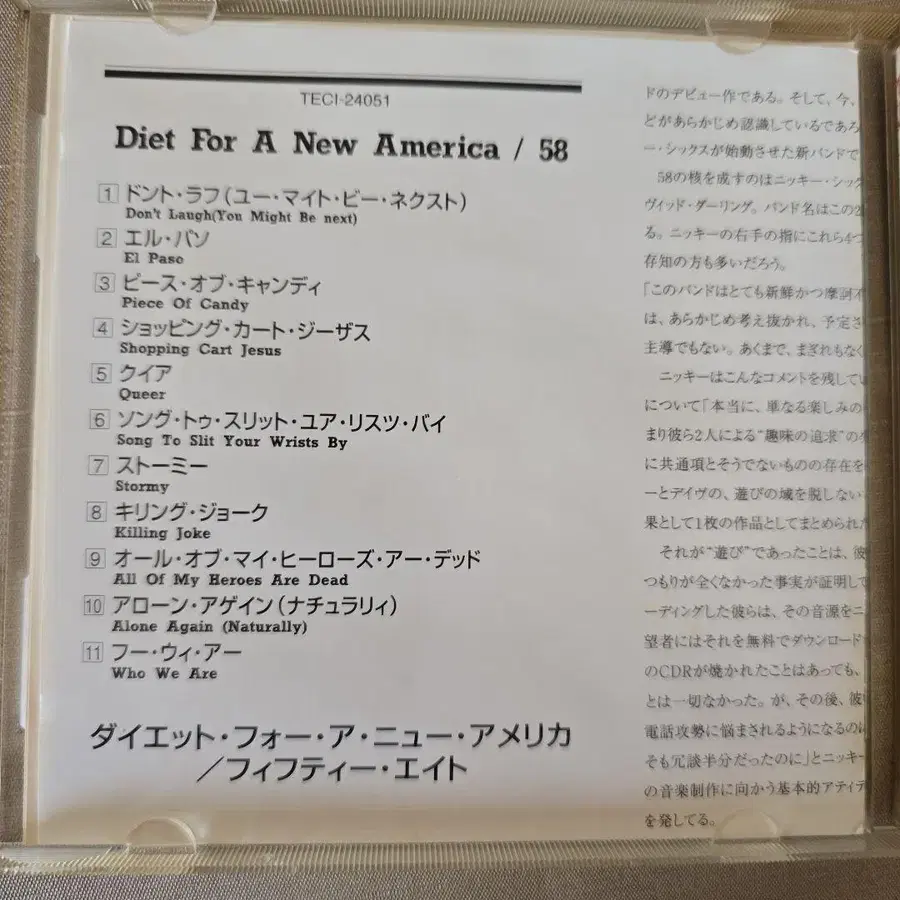 TECI-24051
Diet For A New America / 58
1 ドント・ラフ(ユー・マイト・ビー・ネクスト)
Don't Laugh(You Might Be next)
2 エル・パソ
El Paso
3 ピース・オブ・キャンディ
Piece Of Candy
4 ショッピング・カート・ジーザス
Shopping Cart Jesus
5 クイア
Queer
6 ソング・トゥ・スリット・ユア・リスツ・バイ
Song To Slit Your Wrists By
7 ストーミー
Stormy
8 キリング・ジョーク
Killing Joke
9 オール・オブ・マイ・ヒーローズ・アー・デッド
All Of My Heroes Are Dead
10 アローン・アゲイン(ナチュラリィ)
Alone Again (Naturally)
11 フー・ウィ・アー
Who We Are
ダイエット・フォー・ア・ニュー・アメリカ
/フィフティー・エイト
ドのデビュー作である。そして、今、
どがあらかじめ認識しているであろ
ー・シックスが始動させた新バンドで
58の核を成すのはニッキー・シック
ヴィッド・ダーリング。バンド名はこの2
る。ニッキーの右手の指にこれら4つ
存知の方も多いだろう。
「このバンドはとても新鮮かつ摩訶不
は、あらかじめ考え抜かれ、予定さ
主導でもない。あくまで、まぎれもなく
ニッキーはこんなコメントを残してい
について「本当に、単なる楽しみの
まり彼ら2人による"趣味の追求"の
に共通項とそうでないものの存在を
ーとデイヴの、遊びの域を脱しない
果として1枚の作品としてまとめられた
それが"遊び"であったことは、彼
つもりが全くなかった事実が証明して
ーディングした彼らは、その音源をニ
望者にはそれを無料でダウンロード
のCDRが焼かれたことはあっても、
とは一切なかった。が、その後、彼
電話攻勢に悩まされるようになるの
そも冗談半分だったのに」とニッキー
の音楽制作に向かう基本的アティテ
を発してる。